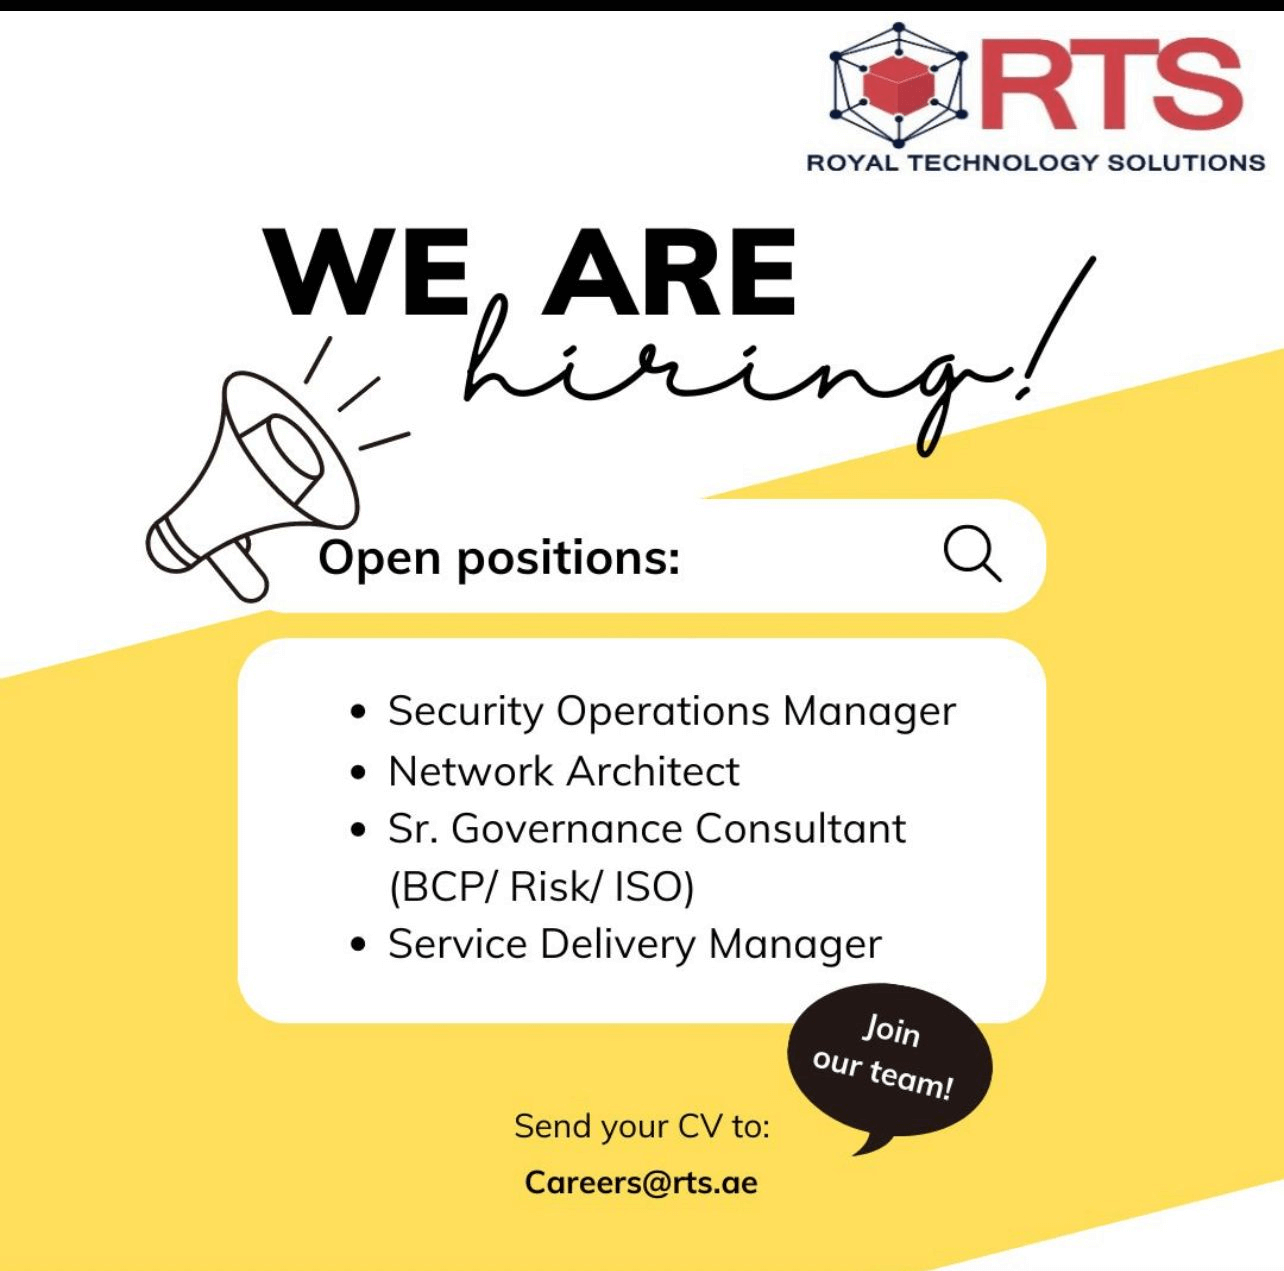 RTS
ROYAL TECHNOLOGY SOLUTIONS
WE ARE
hiring!
Open positions:
• Security Operations Manager
• Network Architect
• Sr. Governance Consultant
(BCP/ Risk/ ISO)
• Service Delivery Manager
Join
our team!
Send your CV to:
Careers@rts.ae